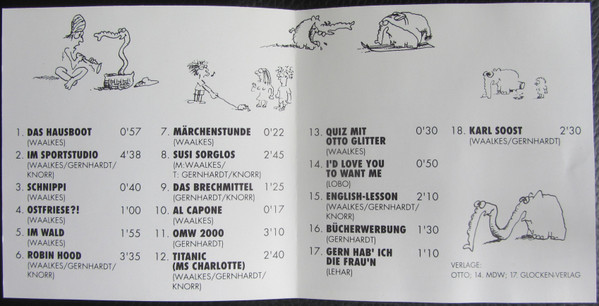 1. DAS HAUSBOOT 0'57
(WAALKES)
2. IM SPORTSTUDIO 4'38
(WAALKES/GERNHARDT/
KNORR)
3. SCHNIPPI 0'40
(WAALKES)
4. OSTFRIESE?! 1'00
(WAALKES)
5. IM WALD 1'55
(WAALKES)
6. ROBIN HOOD 3'35
(WAALKES/GERNHARDT/
KNORR)
7. MÄRCHENSTUNDE 0'22
(WAALKES)
8. SUSI SORGLOS 2'45
(M:WAALKES/
T: GERNHARDT/KNORR)
9. DAS BRECHMITTEL 1'25
(GERNHARDT/KNORR)
10. AL CAPONE 0'17
(WAALKES)
11. OMW 2000 3'10
(GERNHARDT)
12. TITANIC 2'40
(MS CHARLOTTE)
(WAALKES/GERNHARDT/
KNORR)
13. QUIZ MIT 0'30
OTTO GLITTER
(WAALKES)
14. I'D LOVE YOU 0'50
TO WANT ME
(LOBO)
15. ENGLISH-LESSON 2'10
(WAALKES/GERNHARDT/
KNORR)
16. BÜCHERWERBUNG 1'30
(GERNHARDT)
17. GERN HAB' ICH 1'10
DIE FRAU'N
(LEHAR)
18. KARL SOOST 2'30
(WAALKES/GERNHARDT)
VERLAGE:
OTTO; 14. MDW; 17: GLOCKEN-VERLAG